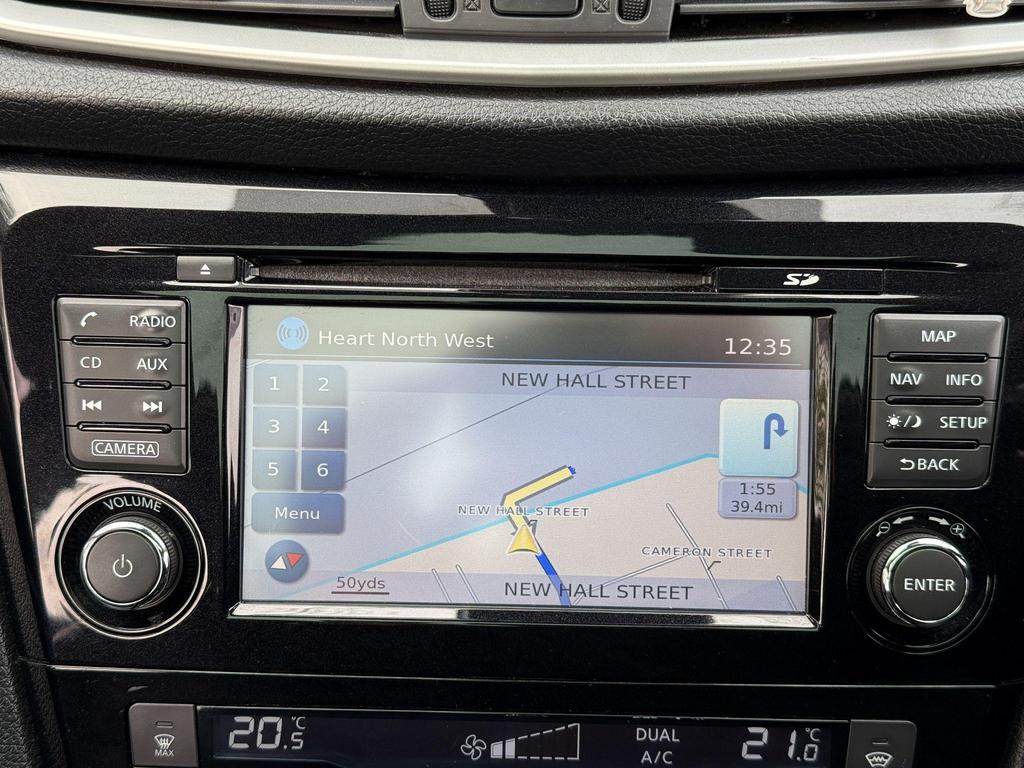 SD
RADIO
CD AUX
CAMERA
VOLUME
Heart North West
12:35
NEW HALL STREET
1 2
3 4
5 6
Menu
1:55
39.4mi
NEW HALL STREET
CAMERON STREET
50yds
NEW HALL STREET
MAP
NAV INFO
SETUP
BACK
ENTER
MAX
20.5°C
DUAL
A/C
21.0°C